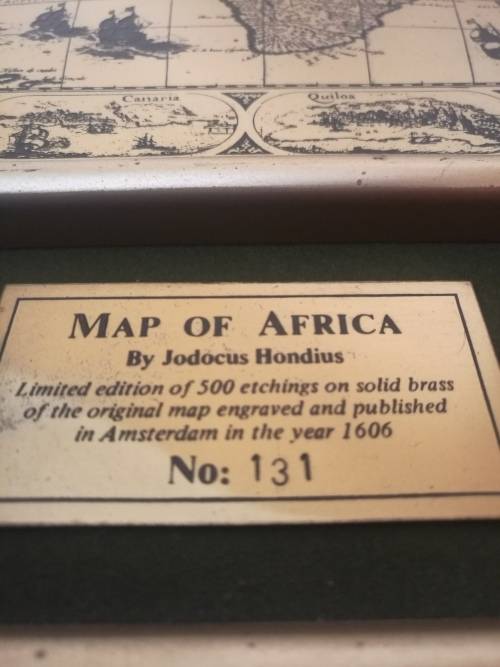 Canaria
Quiloa
MAP OF AFRICA
By Jodocus Hondius
Limited edition of 500 etchings on solid brass
of the original map engraved and published
in Amsterdam in the year 1606
No: 131